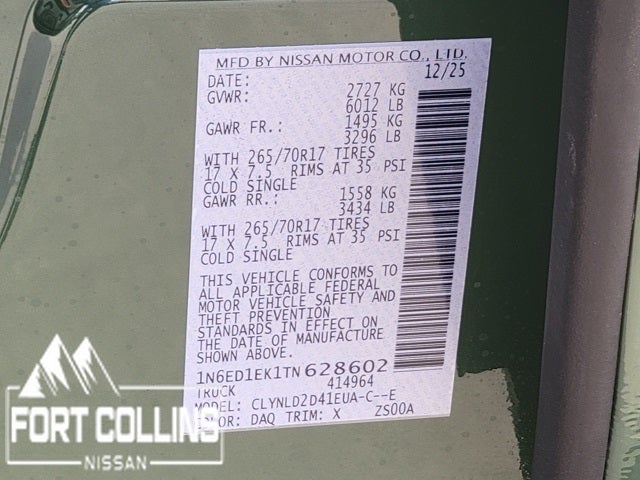 MFD BY NISSAN MOTOR CO., LTD.
DATE: 12/25
GVWR: 2727 KG
6012 LB
GAWR FR.: 1495 KG
3296 LB
WITH 265/70R17 TIRES
17 X 7.5 RIMS AT 35 PSI
COLD SINGLE
GAWR RR.: 1558 KG
3434 LB
WITH 265/70R17 TIRES
17 X 7.5 RIMS AT 35 PSI
COLD SINGLE
THIS VEHICLE CONFORMS TO
ALL APPLICABLE FEDERAL
MOTOR VEHICLE SAFETY AND
THEFT PREVENTION
STANDARDS IN EFFECT ON
THE DATE OF MANUFACTURE
SHOWN ABOVE.
1N6ED1EK1TN628602
TRUCK 414964
MODEL: CLYNLD2D41EUA-C--E
COLOR: DAQ TRIM: X ZS00A
FORT COLLINS
NISSAN